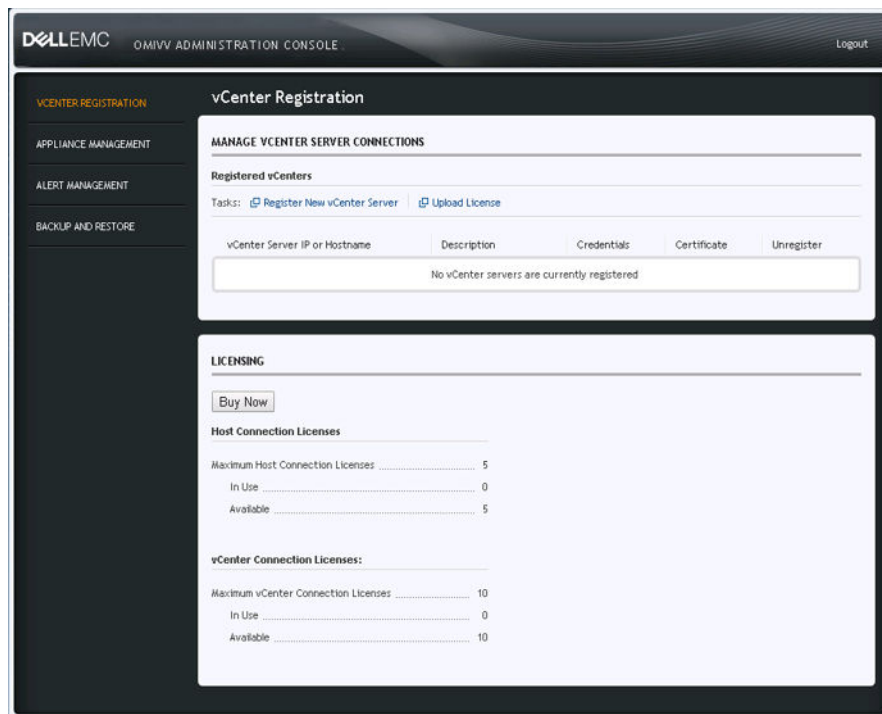 DELLEMC OMIVV ADMINISTRATION CONSOLE Logout
VCENTER REGISTRATION
APPLIANCE MANAGEMENT
ALERT MANAGEMENT
BACKUP AND RESTORE
vCenter Registration
MANAGE VCENTER SERVER CONNECTIONS
Registered vCenters
Tasks: Register New vCenter Server Upload License
vCenter Server IP or Hostname Description Credentials Certificate Unregister
No vCenter servers are currently registered
LICENSING
Buy Now
Host Connection Licenses
Maximum Host Connection Licenses 5
In Use 0
Available 5
vCenter Connection Licenses:
Maximum vCenter Connection Licenses 10
In Use 0
Available 10